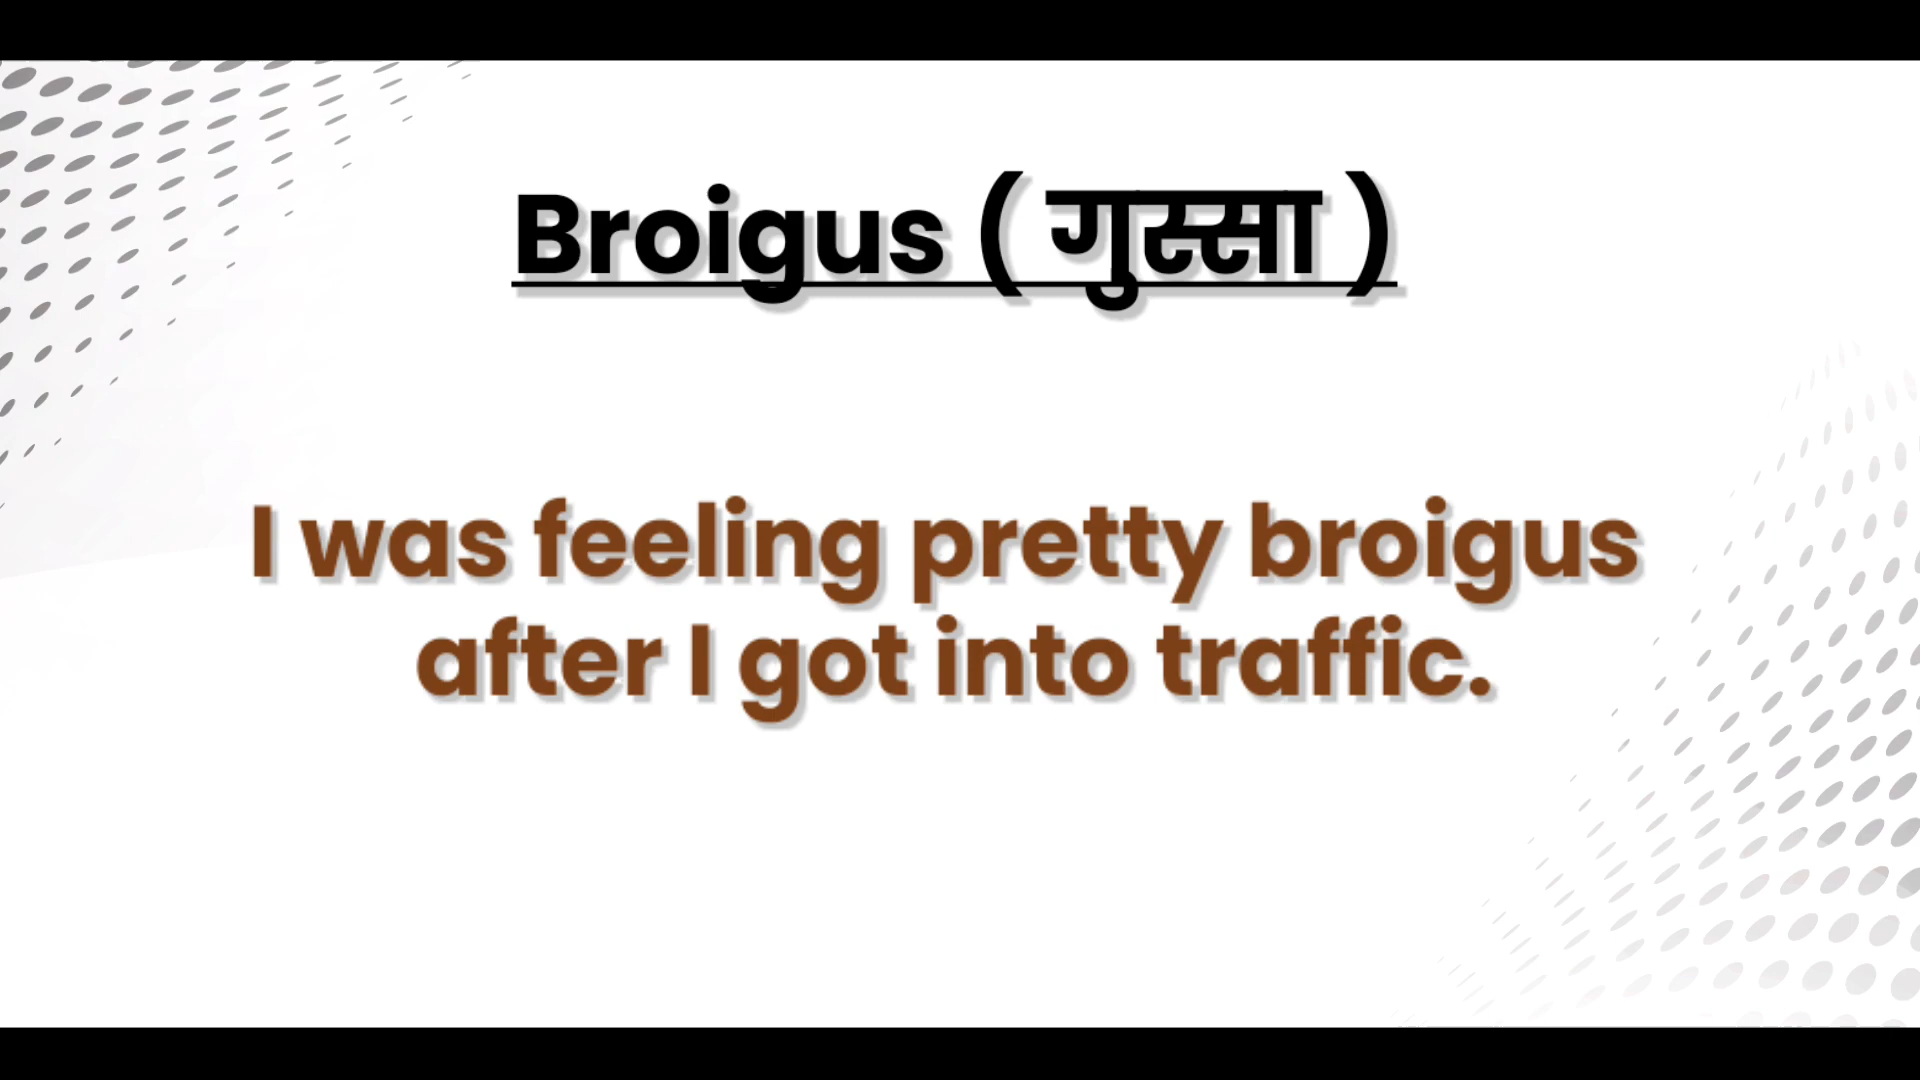 Broigus ( गुस्सा )
I was feeling pretty broigus
after I got into traffic.